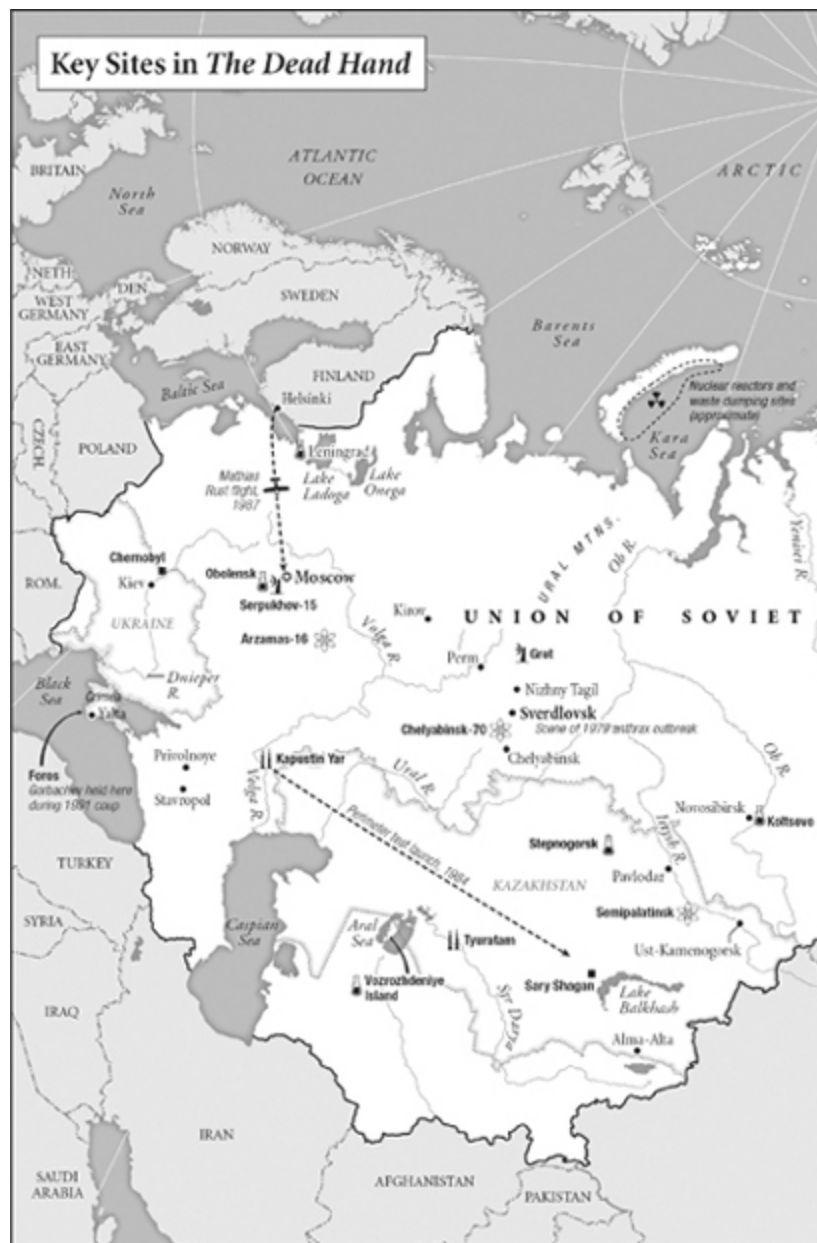 Key Sites in The Dead Hand
ATLANTIC
OCEAN
ARCTIC
BRITAIN
North
Sea
NORWAY
NETH.
DEN.
WEST
GERMANY
SWEDEN
EAST
GERMANY
Barents
Sea
FINLAND
Baltic Sea
Helsinki
Nuclear reactors and
waste dumping sites
(approximate)
Kara
Sea
CZECH.
POLAND
Leningrad
Lake
Ladoga
Lake
Onega
Mathias
Rust flight,
1987
URAL MTNS.
Ob R.
Yenisei R.
Chernobyl
Kiev
Obolensk
Moscow
Serpukhov-15
ROM.
UKRAINE
Arzamas-16
Kirov
Volga R.
UNION OF SOVIET
Perm
Grot
Nizhny Tagil
Sverdlovsk
Scene of 1979 anthrax outbreak
Chelyabinsk-70
Chelyabinsk
Dnieper
R.
Black
Sea
Crimea
Yalta
Foros
Gorbachev held here
during 1991 coup
Privolnoye
Stavropol
Kapustin Yar
Volga R.
Ural R.
Perimeter test launch, 1984
Ob R.
Novosibirsk
Koltsovo
Irtysh R.
Stepnogorsk
Pavlodar
KAZAKHSTAN
Semipalatinsk
Ust-Kamenogorsk
TURKEY
SYRIA
Caspian
Sea
Aral
Sea
Tyuratam
Vozrozhdeniye
Island
Syr Darya
Sary Shagan
Lake
Balkhash
Alma-Alta
IRAQ
IRAN
SAUDI
ARABIA
AFGHANISTAN
PAKISTAN